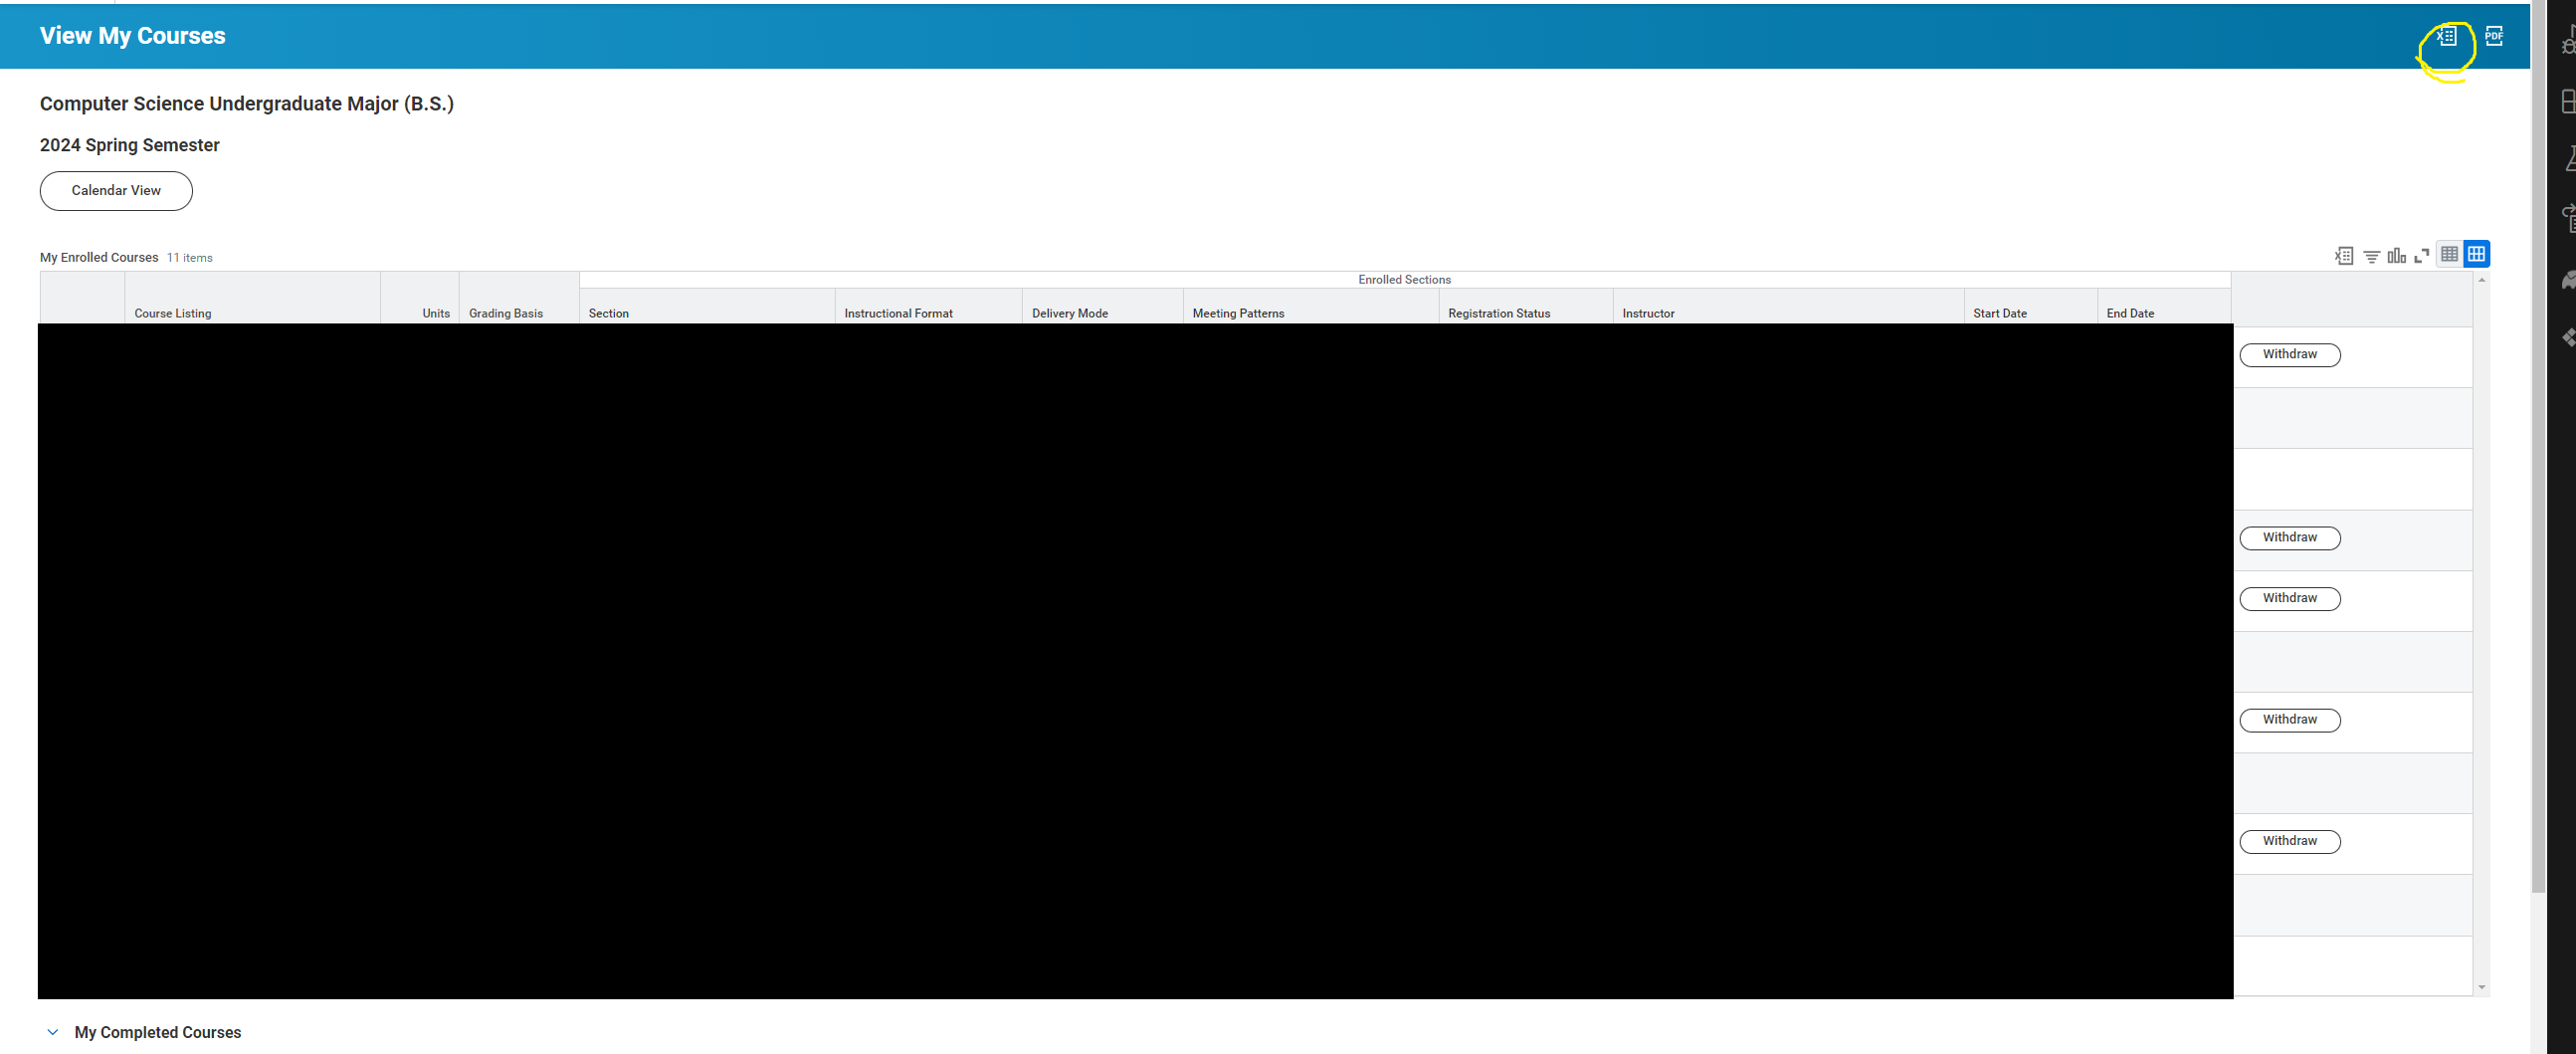 View My Courses
PDF
Computer Science Undergraduate Major (B.S.)
2024 Spring Semester
Calendar View
My Enrolled Courses 11 items
Enrolled Sections
Course Listing Units Grading Basis Section Instructional Format Delivery Mode Meeting Patterns Registration Status Instructor Start Date End Date
Withdraw
Withdraw
Withdraw
Withdraw
Withdraw
My Completed Courses